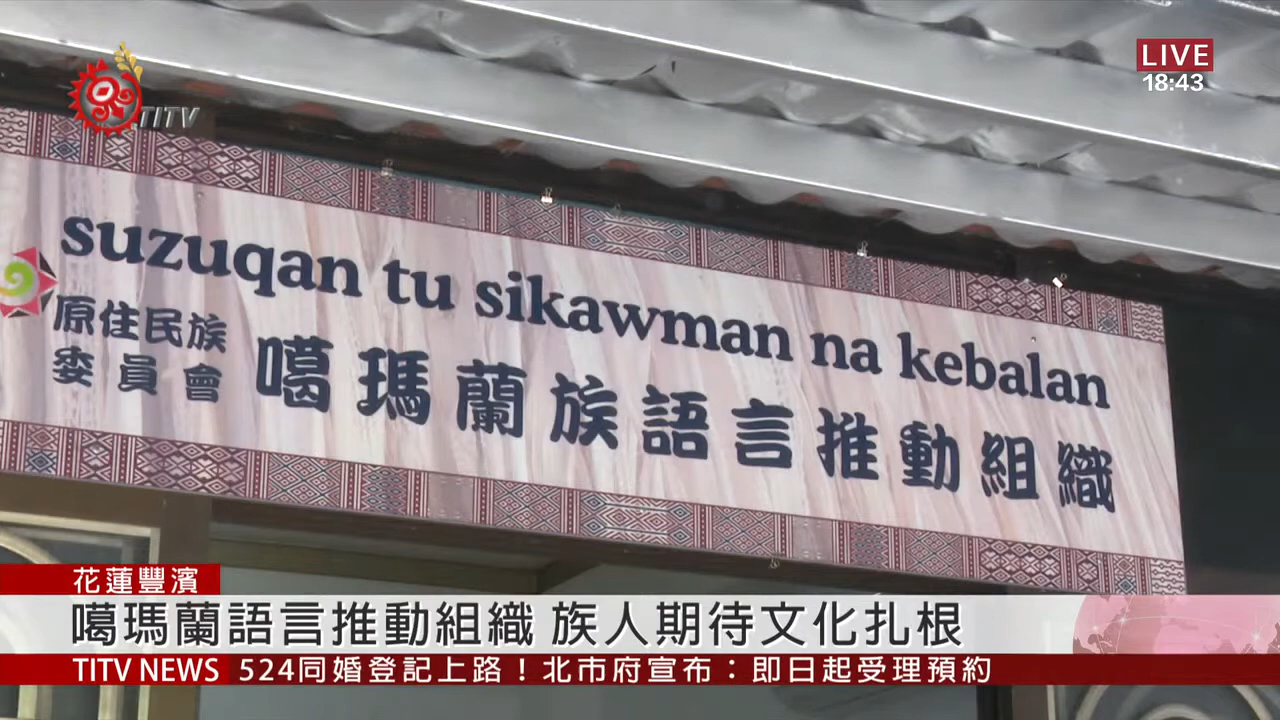 TITV
LIVE
18:43
suzuqan tu sikawman na kebalan
原住民族
委員會
噶瑪蘭族語言推動組織
花蓮豐濱
噶瑪蘭語言推動組織 族人期待文化扎根
TITV NEWS 524同婚登記上路！北市府宣布：即日起受理預約